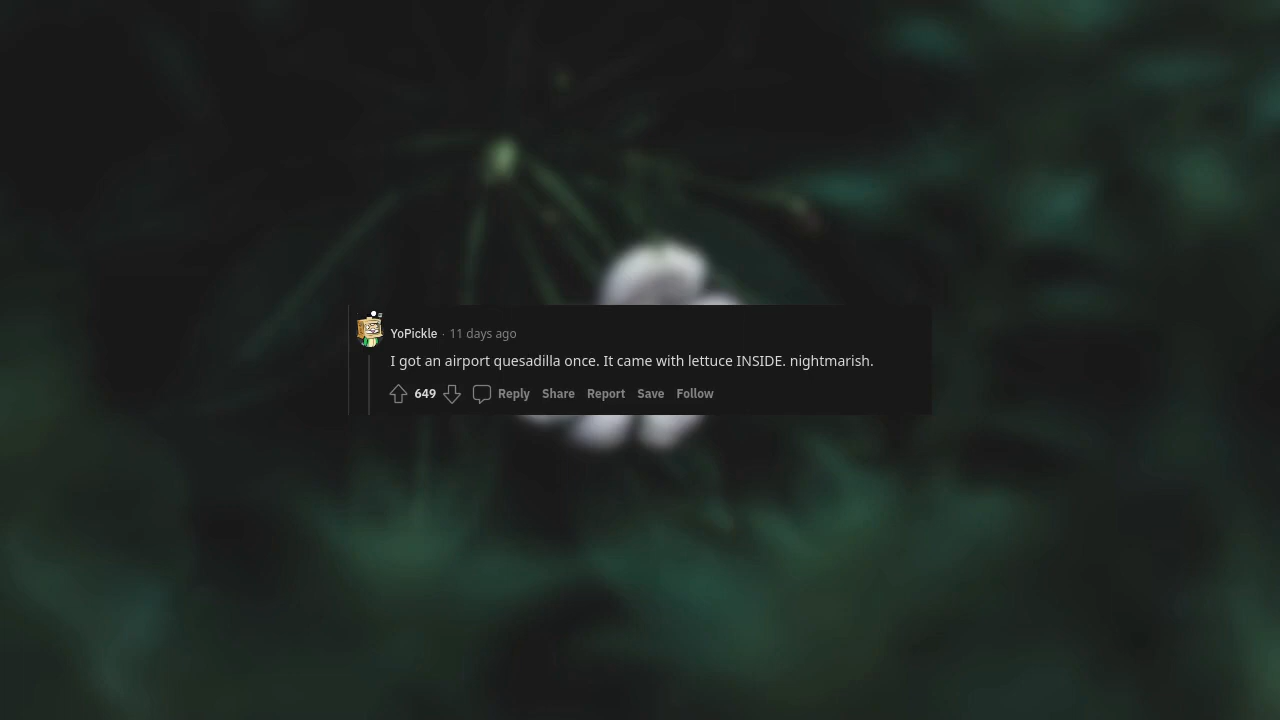 YoPickle · 11 days ago
I got an airport quesadilla once. It came with lettuce INSIDE. nightmarish.
649 Reply Share Report Save Follow